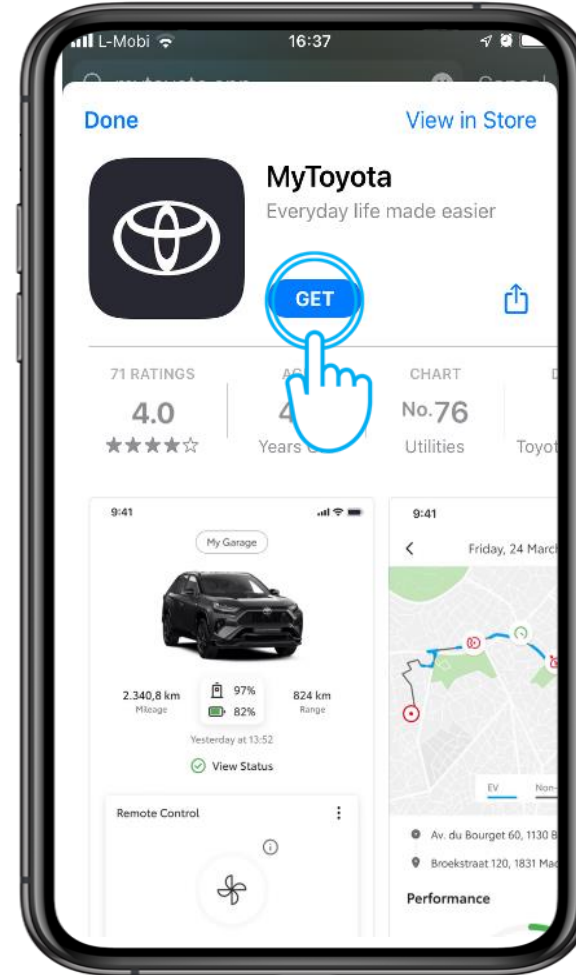 L-Mobi 16:37
Cancel
Done View in Store
MyToyota
Everyday life made easier
GET
71 RATINGS CHART
4.0 No.76
Years Utilities
9:41 9:41
My Garage Friday, 24
2.340,8 km 97% 824 km
Mileage 82% Range
Yesterday at 13:52
View Status EV
Remote Control
Av. du Bourget 60, 1130
Broekstraat 120, 1831
Performance